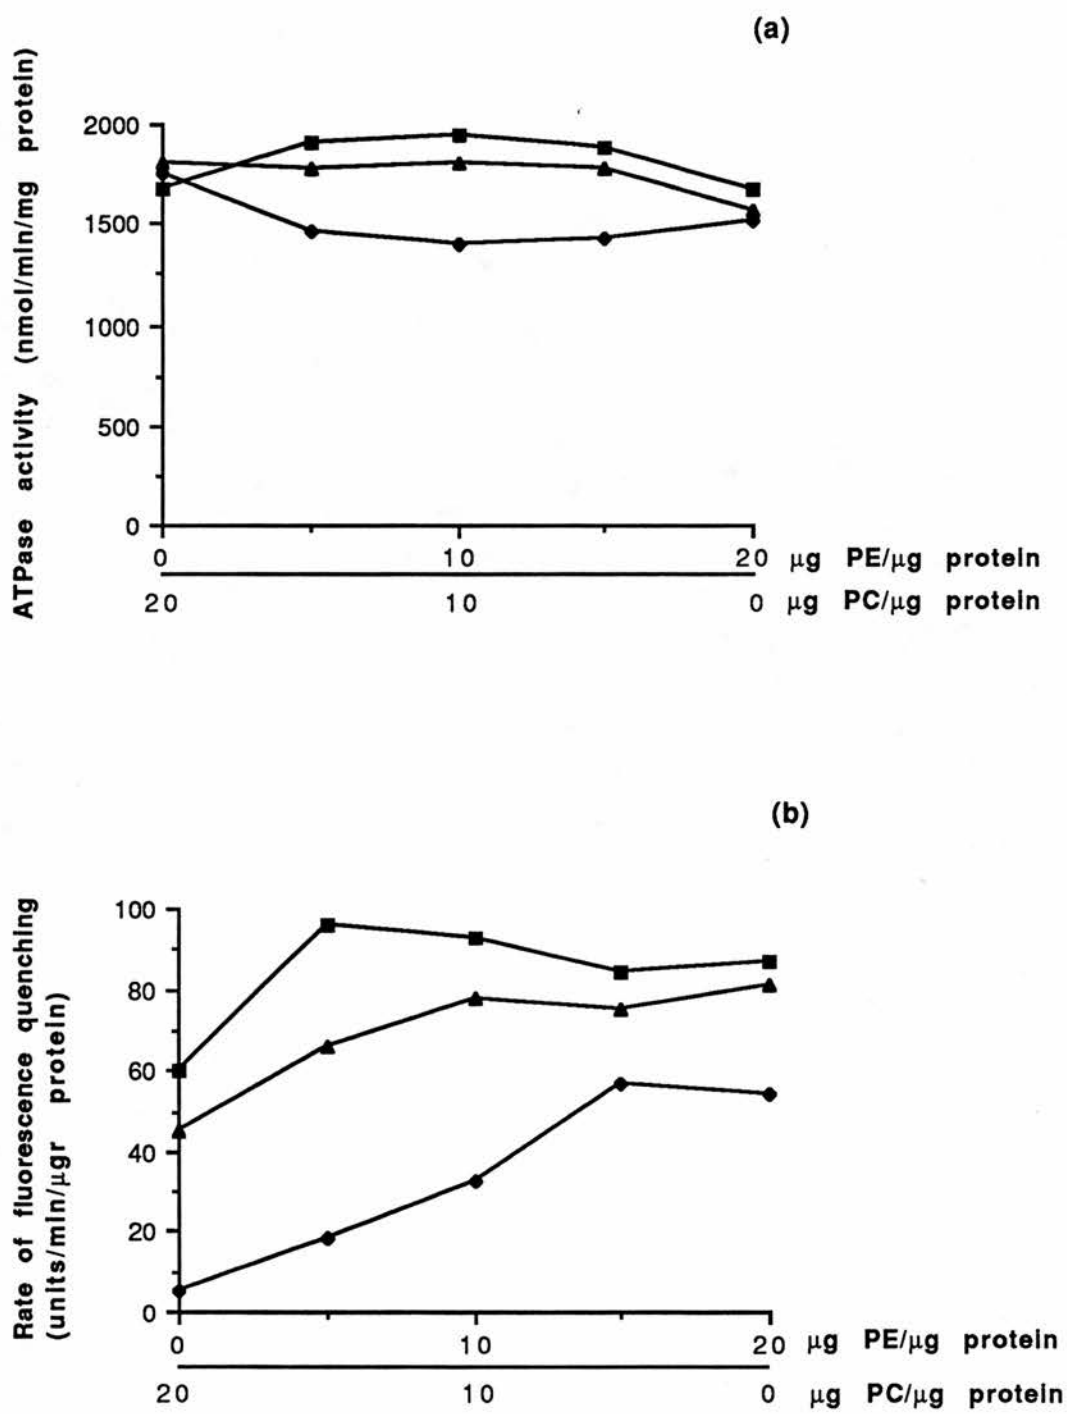 (a)
ATPase activity (nmol/min/mg protein)
2000
1500
1000
500
0
0 10 20 μg PE/μg protein
20 10 0 μg PC/μg protein
(b)
Rate of fluorescence quenching
(units/min/μgr protein)
100
80
60
40
20
0
0 10 20 μg PE/μg protein
20 10 0 μg PC/μg protein